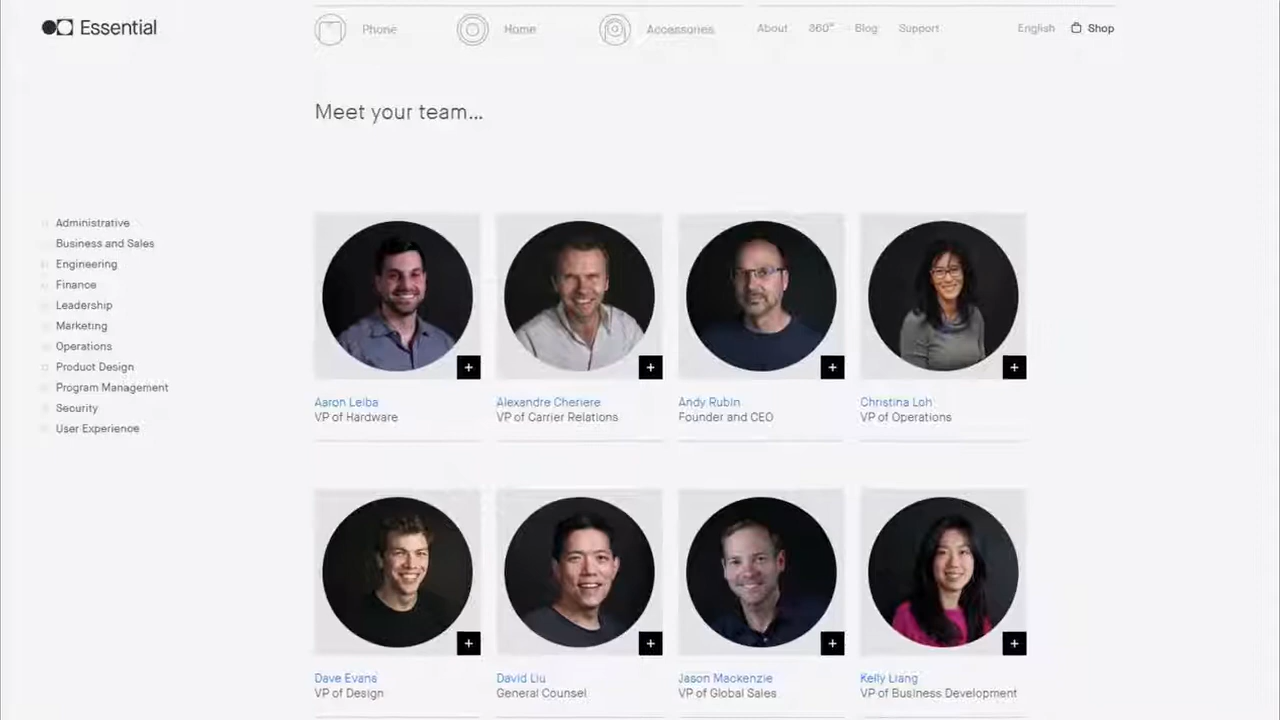 Essential
Phone
Home
Accessories
About
360°
Blog
Support
English
Shop
Meet your team...
Administrative
Business and Sales
Engineering
Finance
Leadership
Marketing
Operations
Product Design
Program Management
Security
User Experience
Aaron Leiba
VP of Hardware
Alexandre Cheriere
VP of Carrier Relations
Andy Rubin
Founder and CEO
Christina Loh
VP of Operations
Dave Evans
VP of Design
David Liu
General Counsel
Jason Mackenzie
VP of Global Sales
Kelly Liang
VP of Business Development